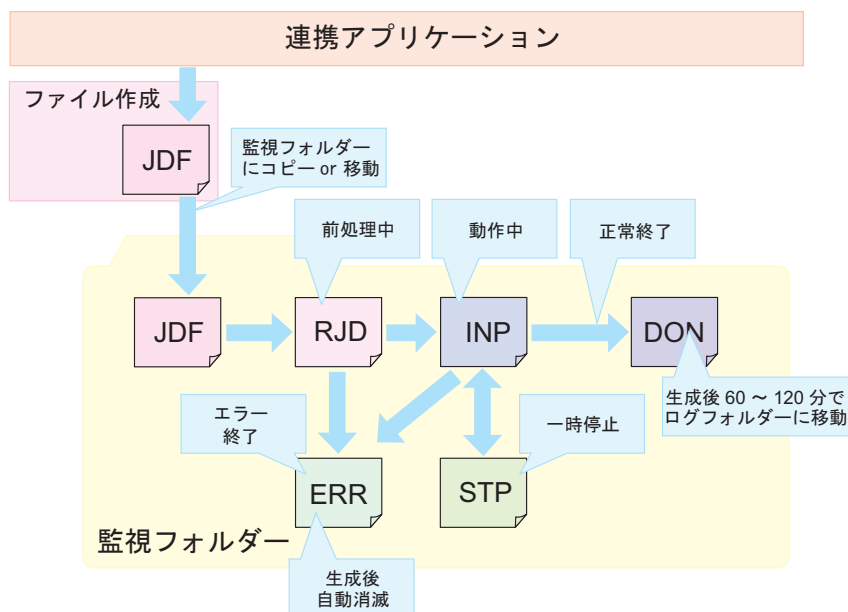 連携アプリケーション
ファイル作成
JDF
監視フォルダー
にコピー or 移動
前処理中
動作中
正常終了
JDF
RJD
INP
DON
生成後 60 ～ 120 分で
ログフォルダーに移動
エラー
終了
一時停止
ERR
STP
監視フォルダー
生成後
自動消滅